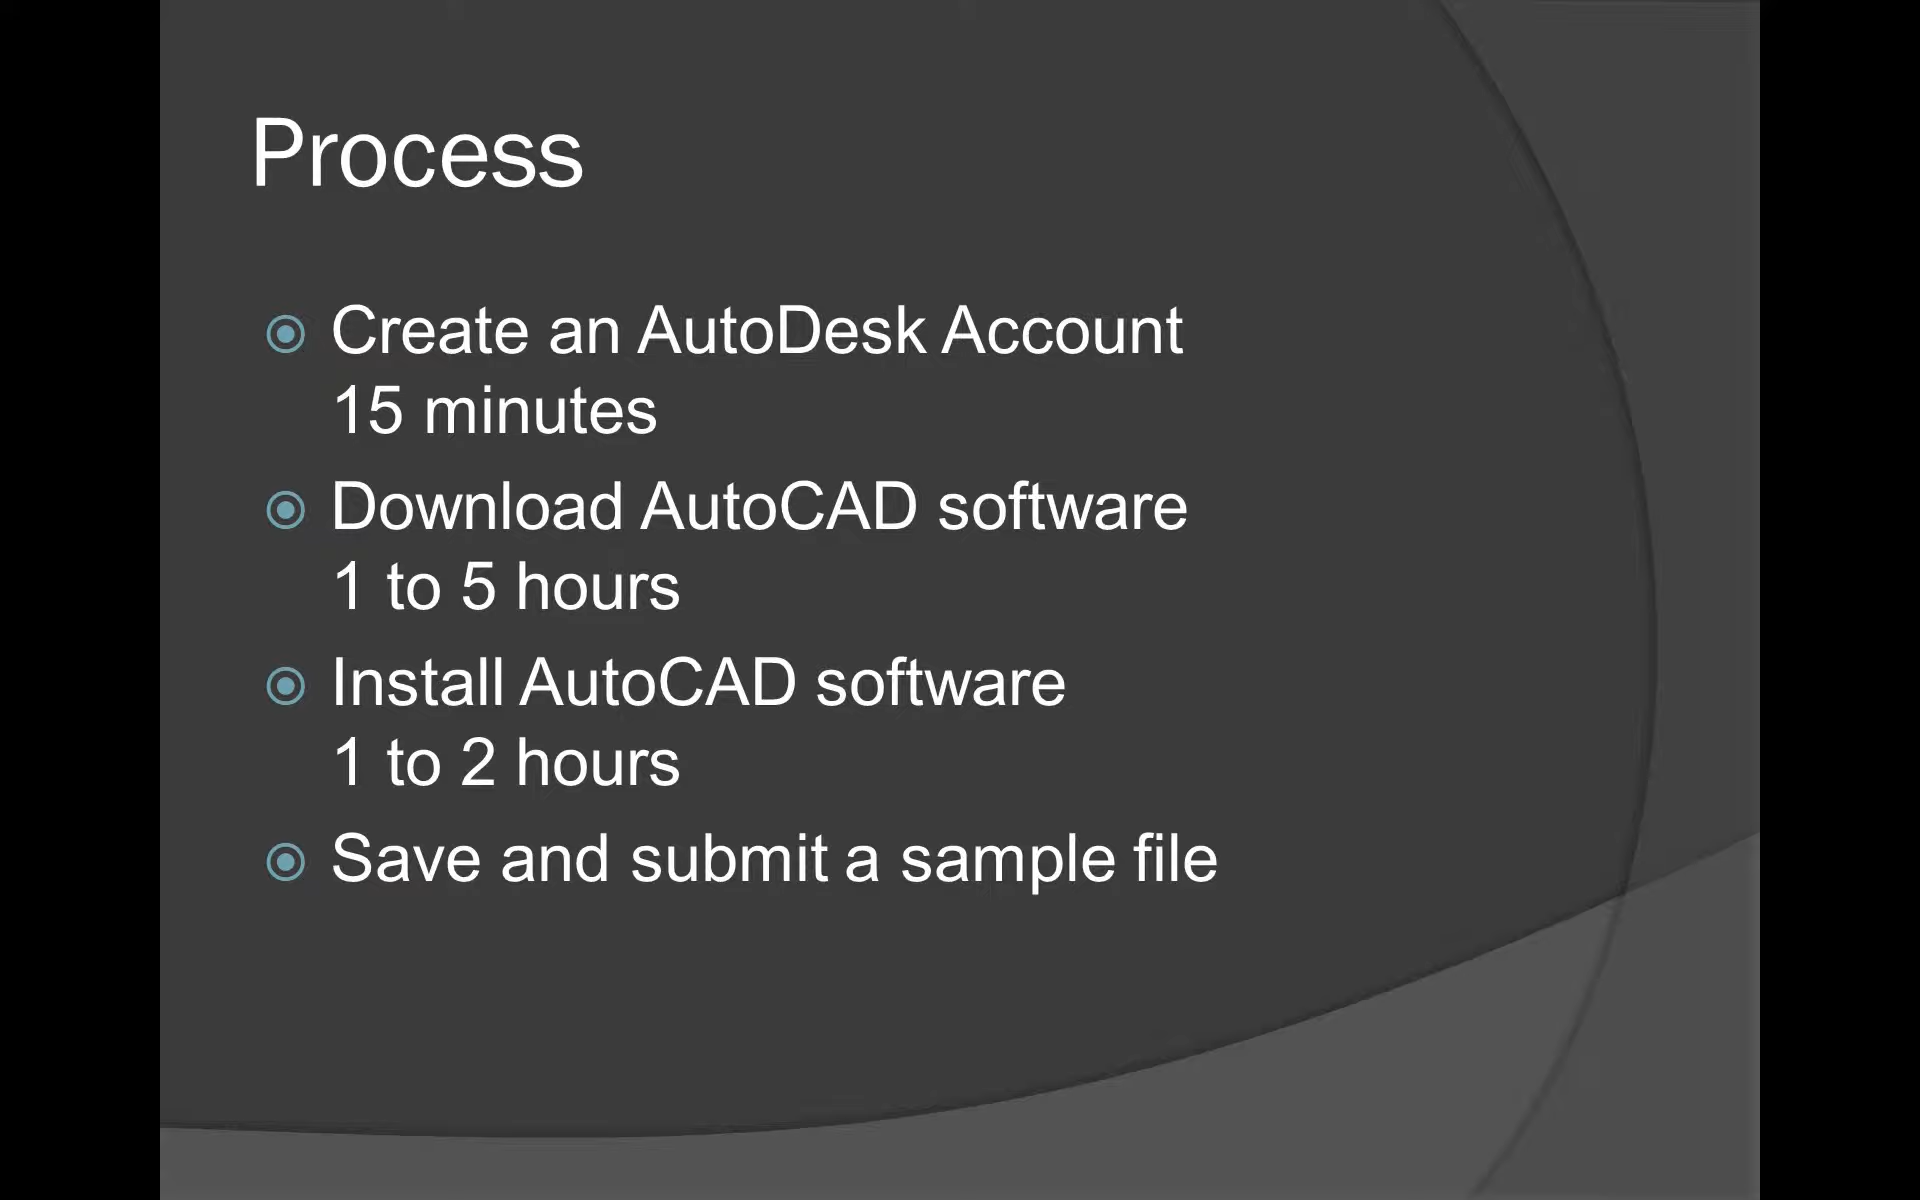 Process
Create an AutoDesk Account
15 minutes
Download AutoCAD software
1 to 5 hours
Install AutoCAD software
1 to 2 hours
Save and submit a sample file